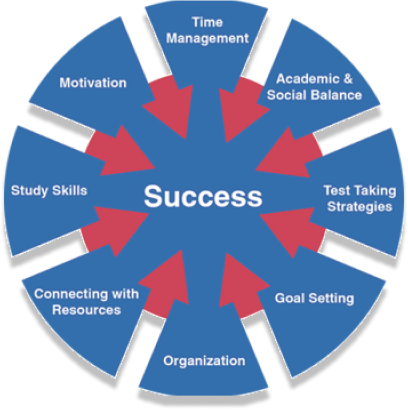 Time
Management
Academic &
Social Balance
Test Taking
Strategies
Goal Setting
Organization
Connecting with
Resources
Study Skills
Motivation
Success